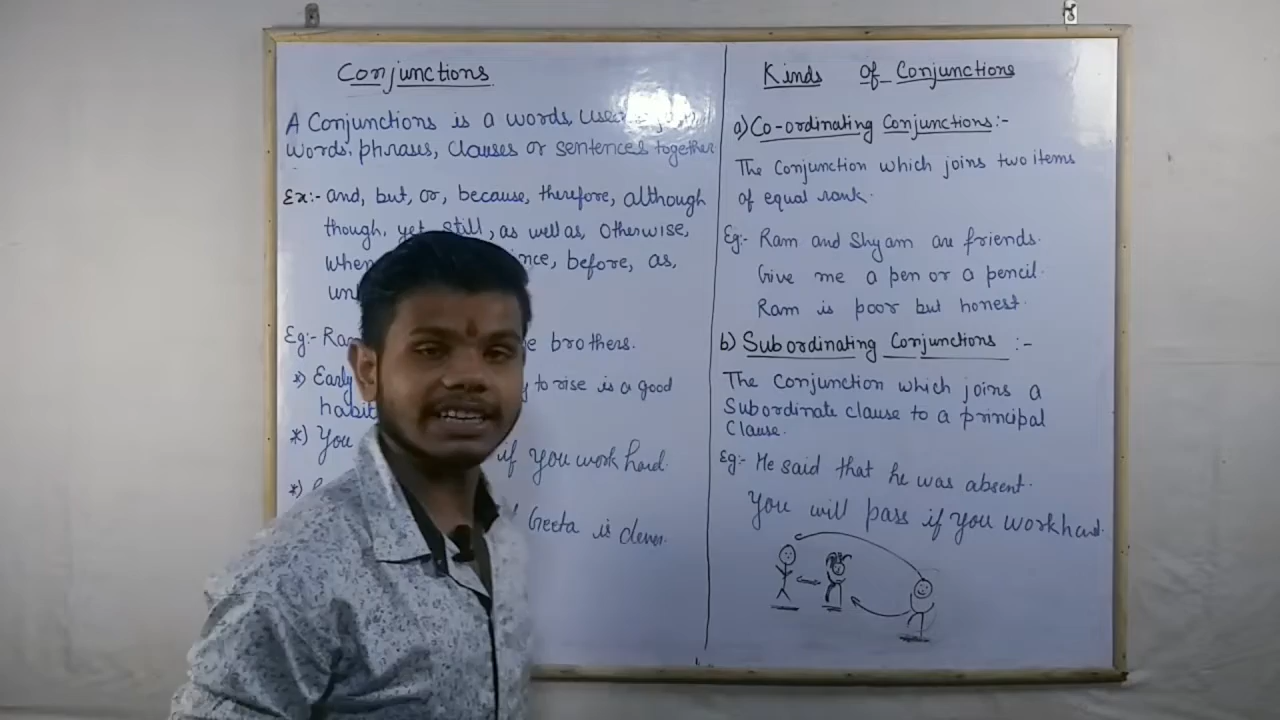 Conjunctions
A Conjunctions is a words, used
words, phrases, clauses or sentences together
Ex:- and, but, or, because, therefore, although
though, yet, still, as well as, otherwise,
when before, as,
Eg:- brothers.
*) Early to rise is a good
habit
*) You if you work hard.
*) Geeta is clever.
Kinds of Conjunctions
a) Co-ordinating Conjunctions:-
The Conjunction which joins two items
of equal rank.
Eg:- Ram and Shyam are friends.
Give me a pen or a pencil.
Ram is poor but honest.
b) Subordinating Conjunctions :-
The Conjunction which joins a
Subordinate clause to a principal
Clause.
Eg:- He said that he was absent.
You will pass if you work hard.